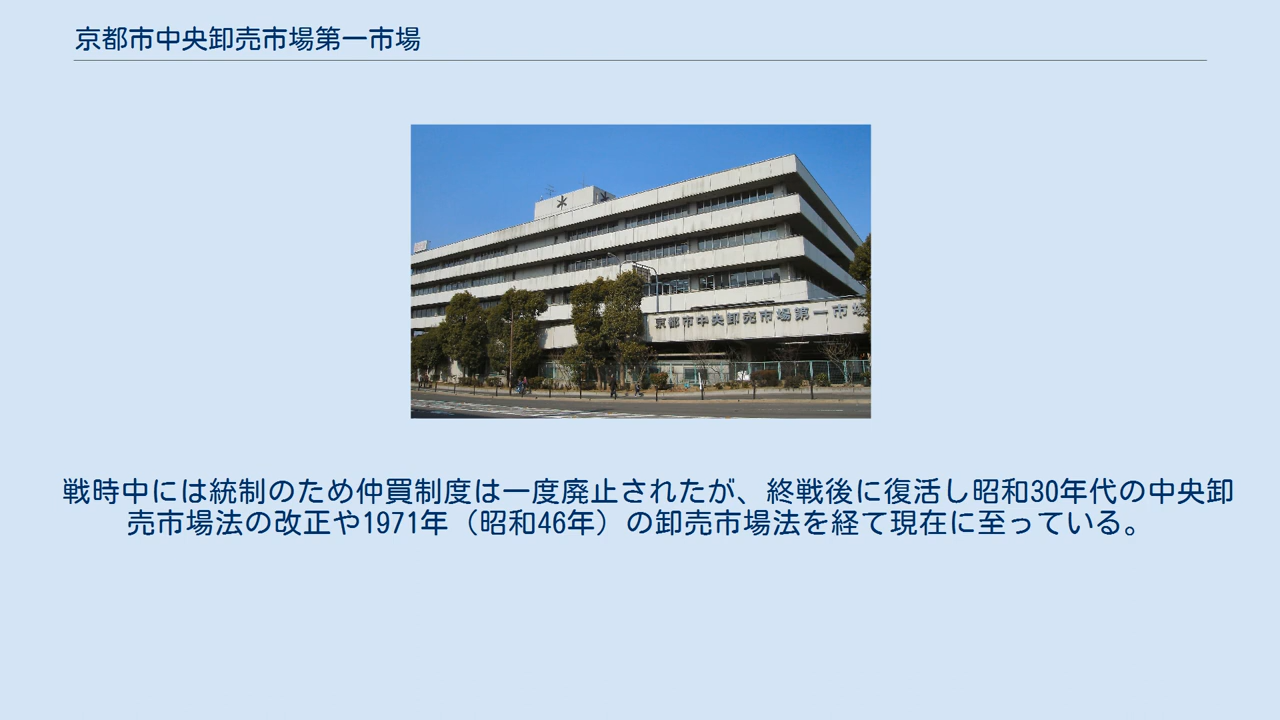 京都市中央卸売市場第一市場
京都市中央卸売市場第一市場
戦時中には統制のため仲買制度は一度廃止されたが、終戦後に復活し昭和30年代の中央卸
売市場法の改正や1971年（昭和46年）の卸売市場法を経て現在に至っている。